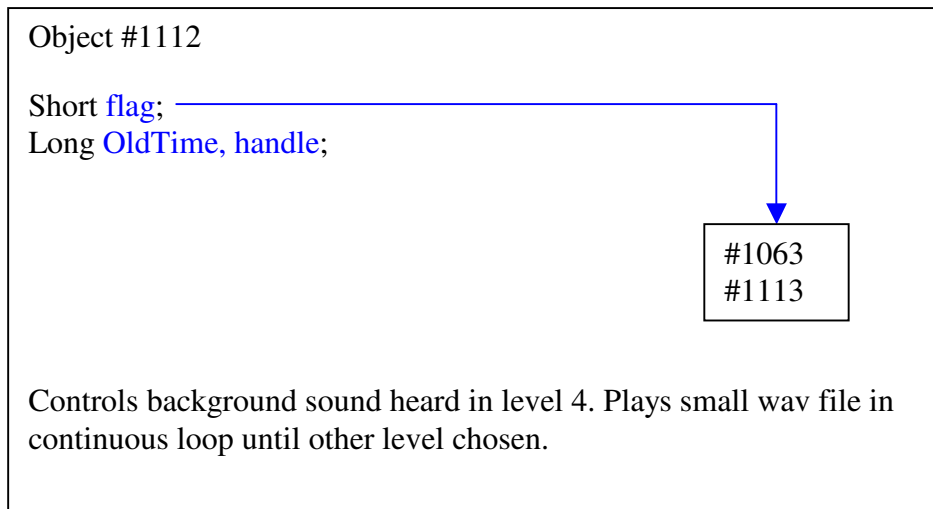 Object #1112
Short flag;
Long OldTime, handle;
#1063
#1113
Controls background sound heard in level 4. Plays small wav file in
continuous loop until other level chosen.